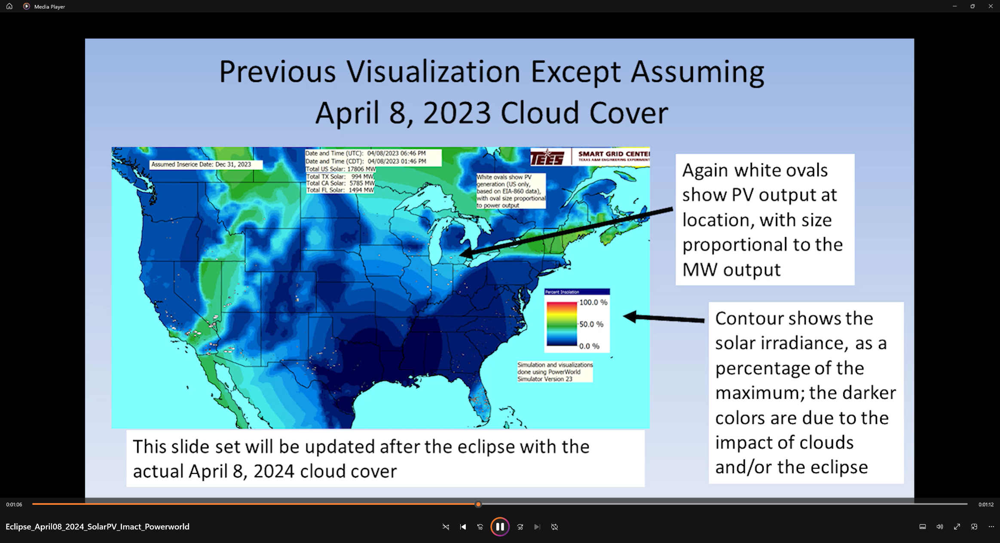 Media Player
Previous Visualization Except Assuming
April 8, 2023 Cloud Cover
Assumed Inserice Date: Dec 31, 2023
Date and Time (UTC): 04/08/2023 06:46 PM
Date and Time (CDT): 04/08/2023 01:46 PM
Total US Solar: 17806 MW
Total TX Solar: 994 MW
Total CA Solar: 5785 MW
Total FL Solar: 1494 MW
TEES
SMART GRID CENTE
TEXAS A&M ENGINEERING EXPERIMENT
White ovals show PV
generation (US only,
based on EIA-860 data),
with oval size proportional
to power output
Again white ovals
show PV output at
location, with size
proportional to the
MW output
Percent Insolation
100.0 %
50.0 %
0.0 %
Simulation and visualizations
done using PowerWorld
Simulator Version 23
Contour shows the
solar irradiance, as a
percentage of the
maximum; the darker
colors are due to the
impact of clouds
and/or the eclipse
This slide set will be updated after the eclipse with the
actual April 8, 2024 cloud cover
0:01:06
0:01:12
Eclipse_April08_2024_SolarPV_Imact_Powerworld
10
30